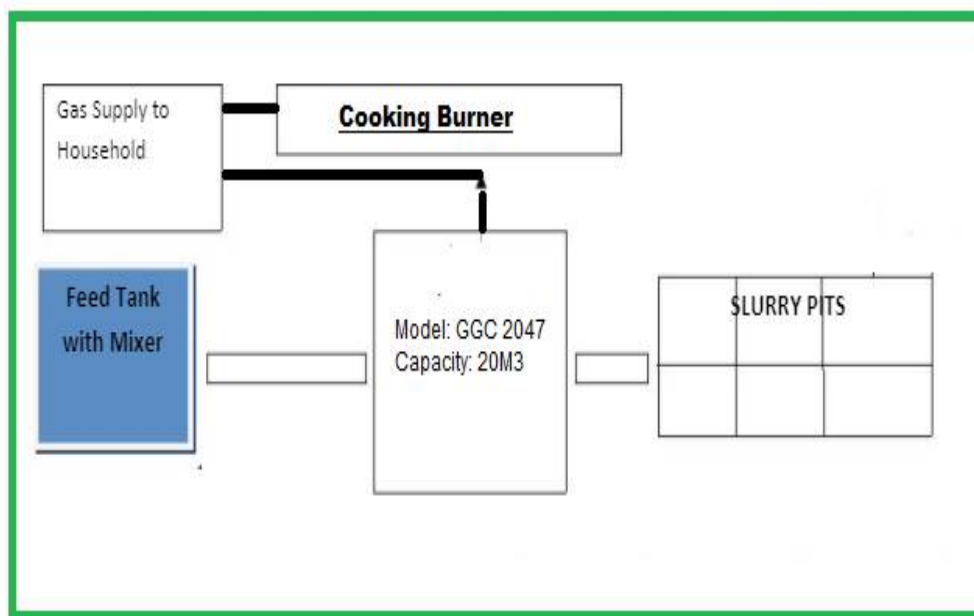 Gas Supply to
Household
Cooking Burner
Feed Tank
with Mixer
Model: GGC 2047
Capacity: 20M3
SLURRY PITS